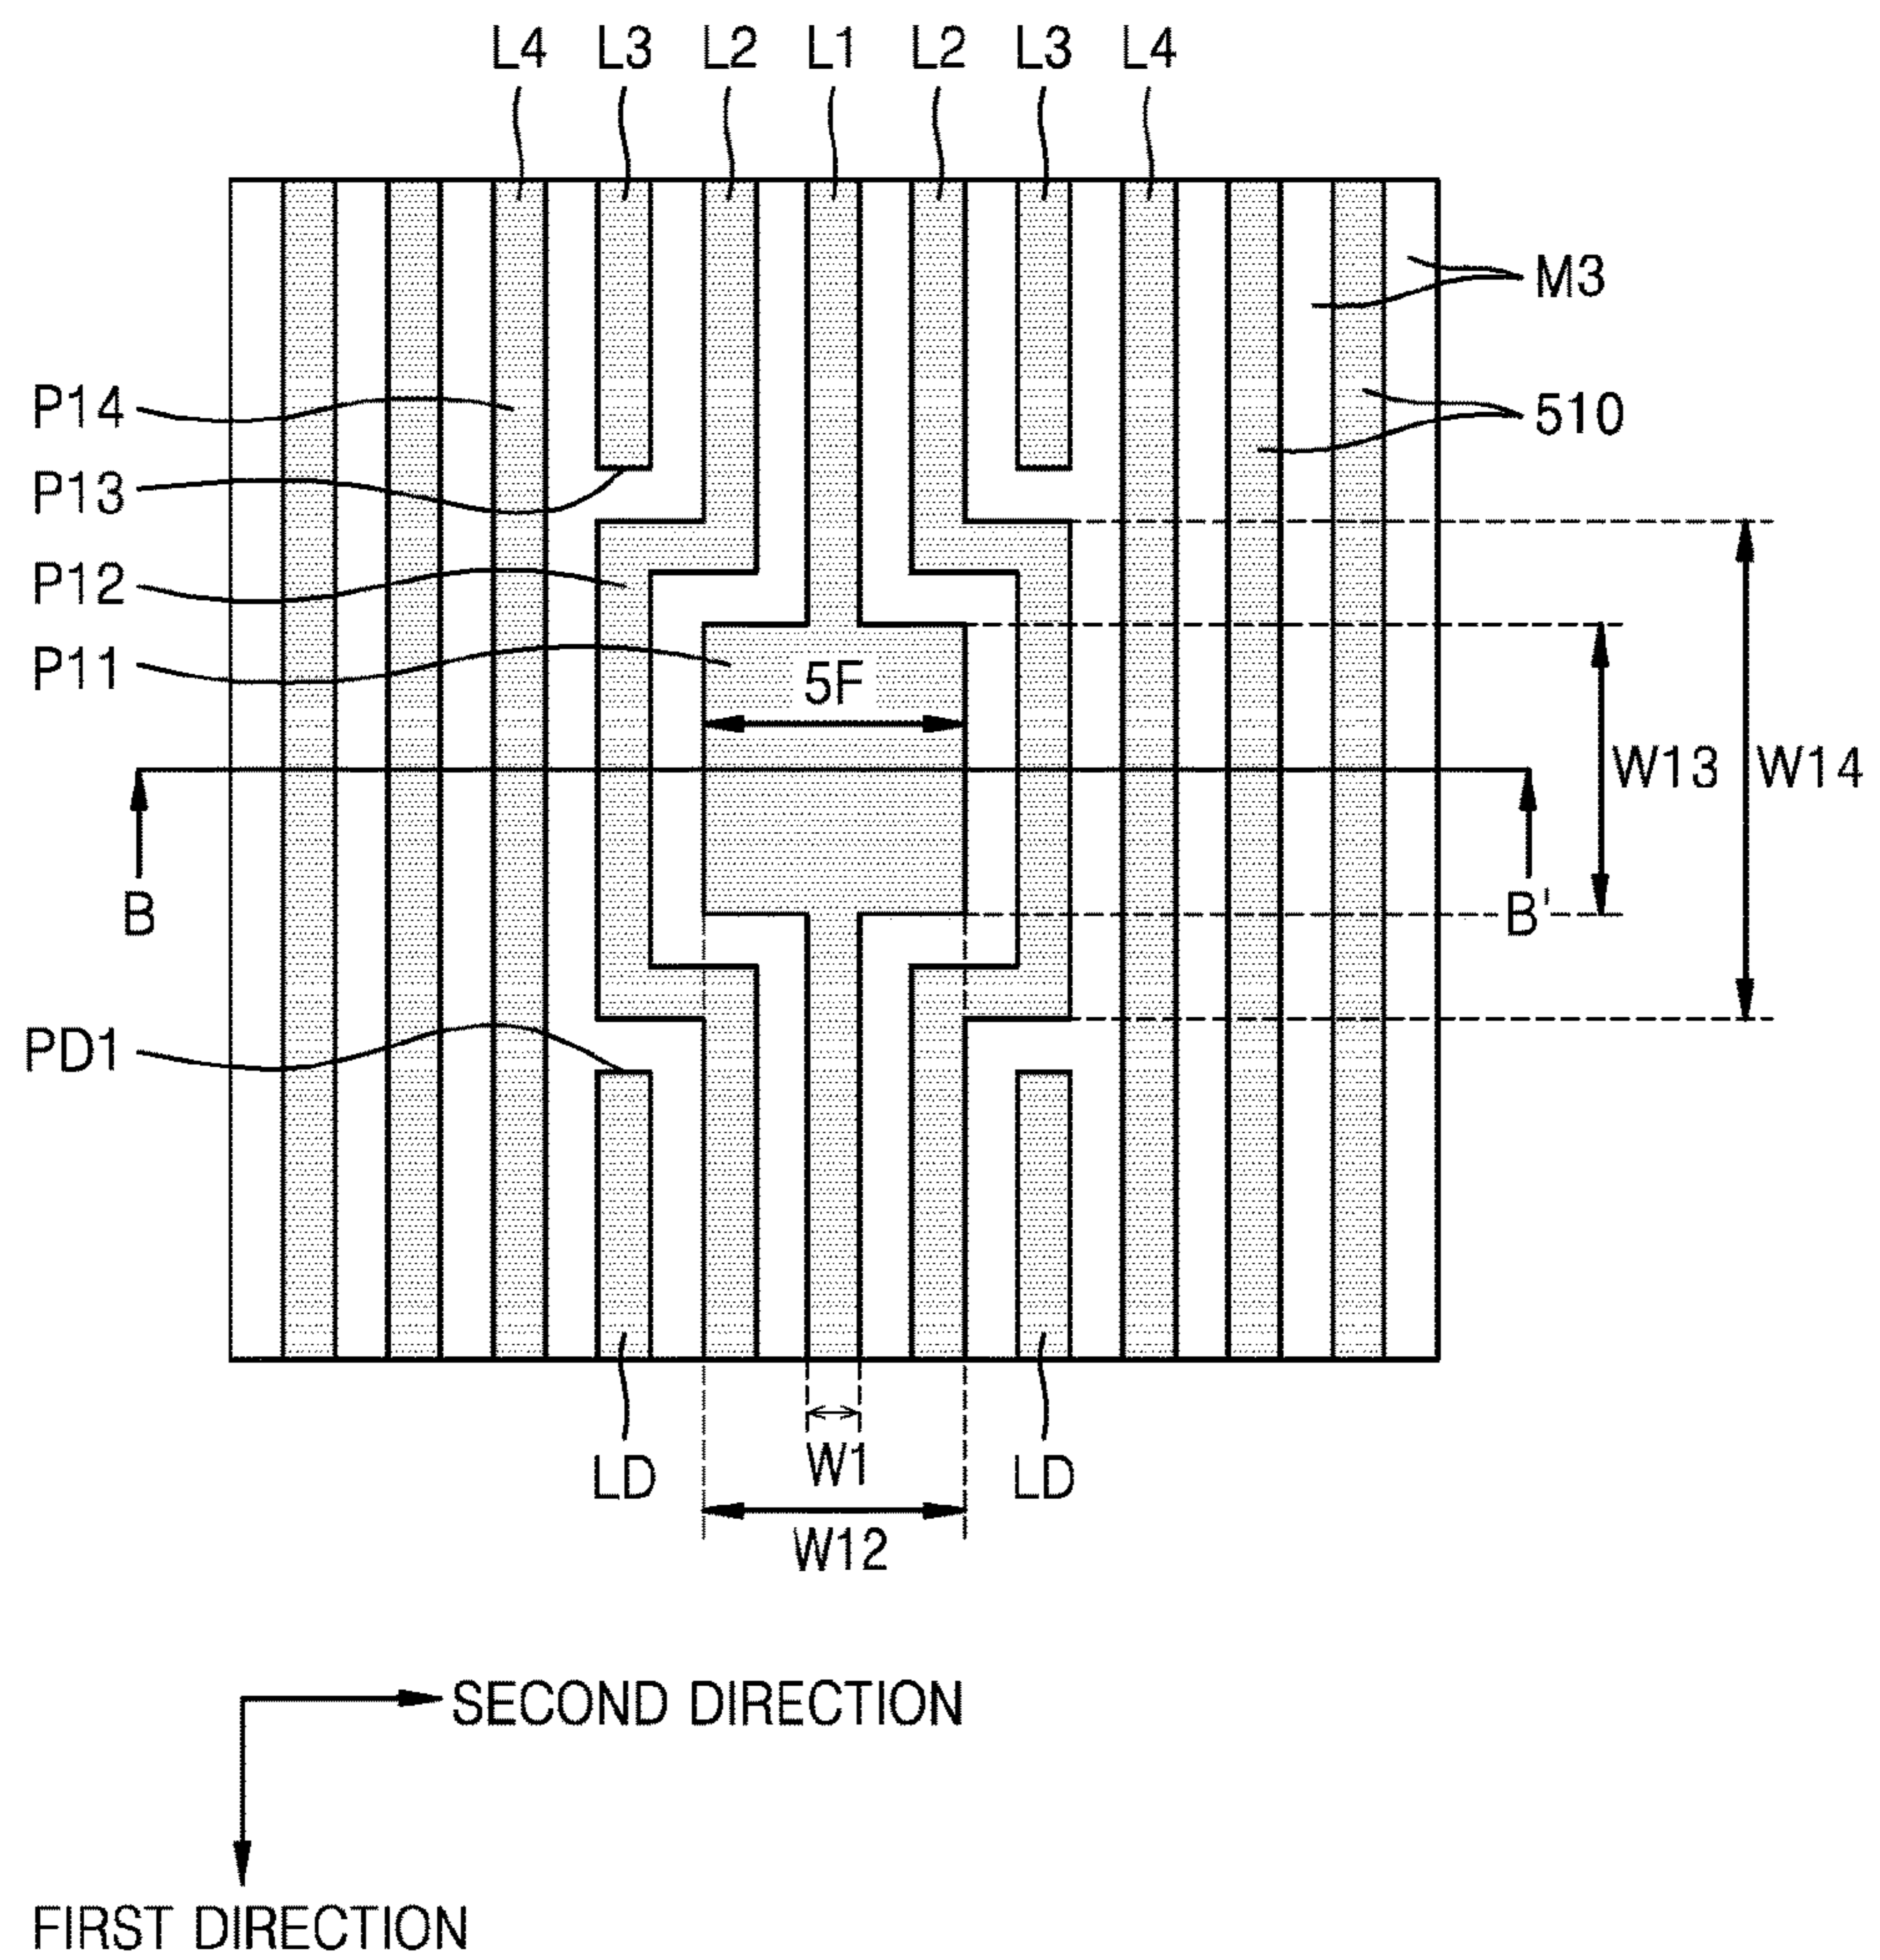 L4 L3 L2 L1 L2 L3 L4
M3
P14
510
P13
P12
P11
5F
W13 W14
B B'
PD1
LD W1 LD
W12
SECOND DIRECTION
FIRST DIRECTION